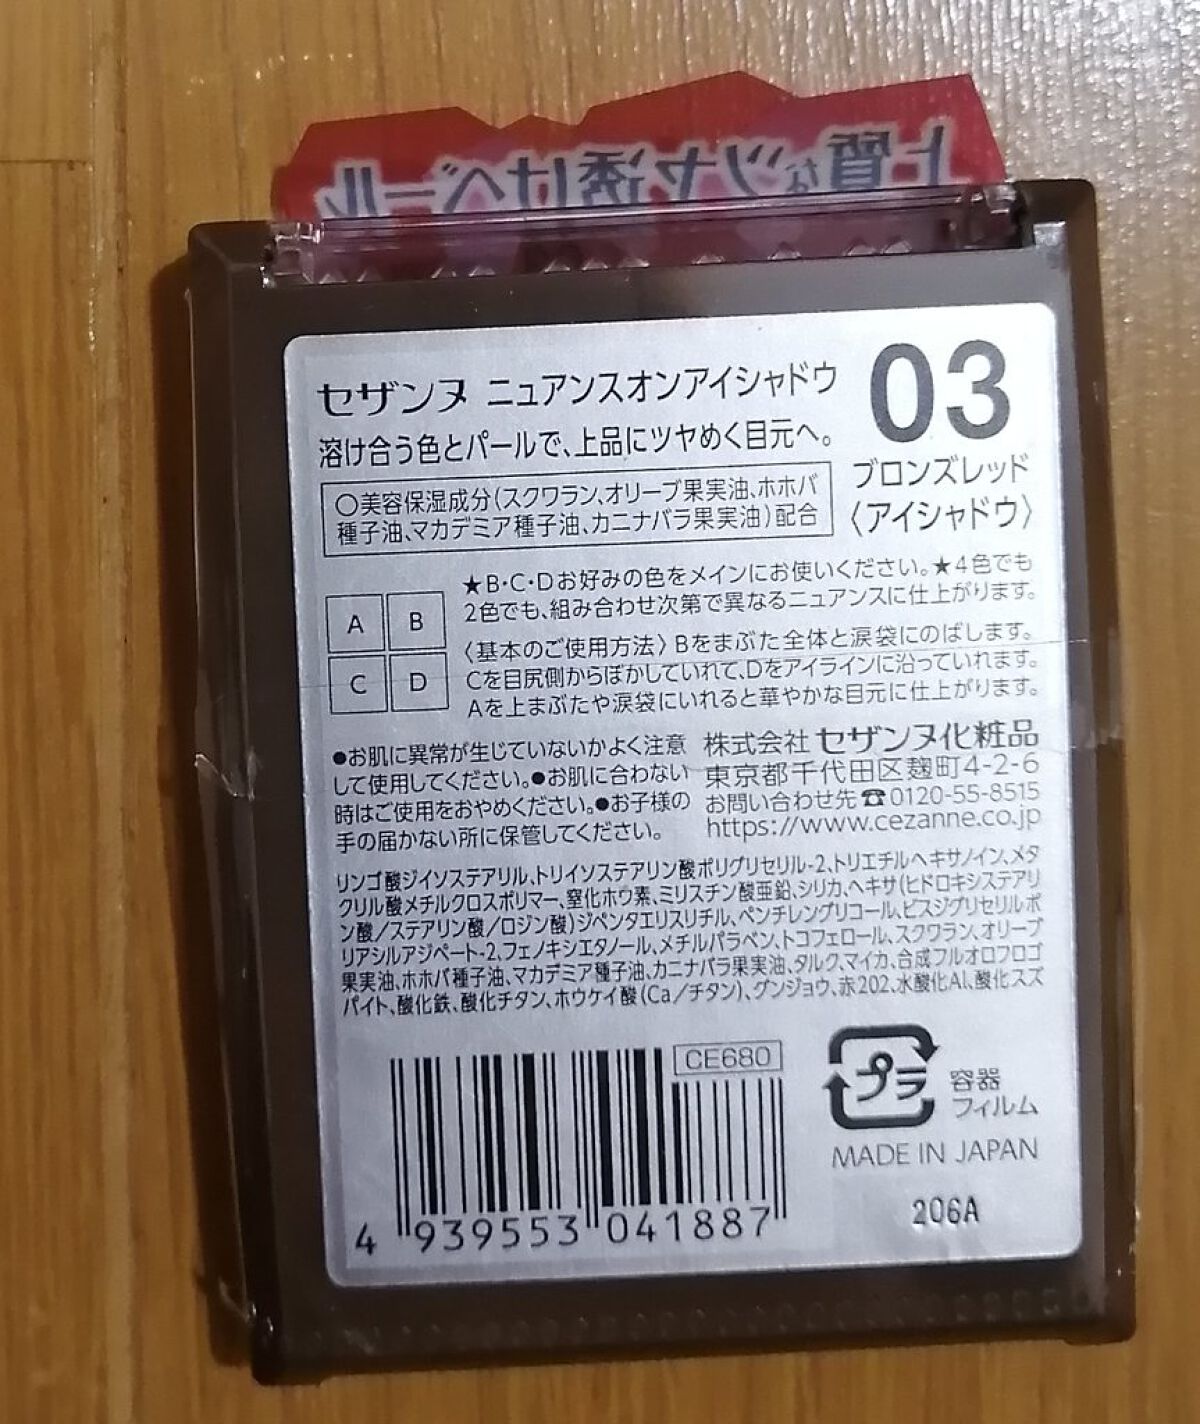 上質なツヤ透けベール
セザンヌ ニュアンスオンアイシャドウ
溶け合う色とパールで、上品にツヤめく目元へ。
03
ブロンズレッド
〈アイシャドウ〉
○美容保湿成分(スクワラン、オリーブ果実油、ホホバ
種子油、マカデミア種子油、カニナバラ果実油)配合
A B
C D
★B・C・Dお好みの色をメインにお使いください。★4色でも
2色でも、組み合わせ次第で異なるニュアンスに仕上がります。
〈基本のご使用方法〉Bをまぶた全体と涙袋にのばします。
Cを目尻側からぼかしていれて、Dをアイラインに沿っていれます。
Aを上まぶたや涙袋にいれると華やかな目元に仕上がります。
●お肌に異常が生じていないかよく注意
して使用してください。●お肌に合わない
時はご使用をおやめください。●お子様の
手の届かない所に保管してください。
株式会社 セザンヌ化粧品
東京都千代田区麹町4-2-6
お問い合わせ先☎0120-55-8515
https://www.cezanne.co.jp
リンゴ酸ジイソステアリル、トリイソステアリン酸ポリグリセリル-2、トリエチルヘキサノイン、メタ
クリル酸メチルクロスポリマー、窒化ホウ素、ミリスチン酸亜鉛、シリカ、ヘキサ(ヒドロキシステアリ
ン酸/ステアリン酸/ロジン酸)ジペンタエリスリチル、ペンチレングリコール、ビスジグリセリルポ
リアシルアジペート-2、フェノキシエタノール、メチルパラベン、トコフェロール、スクワラン、オリーブ
果実油、ホホバ種子油、マカデミア種子油、カニナバラ果実油、タルク、マイカ、合成フルオロフロゴ
パイト、酸化鉄、酸化チタン、ホウケイ酸(Ca/チタン)、グンジョウ、赤202、水酸化Al、酸化スズ
CE680
プラ
容器
フィルム
MADE IN JAPAN
206A
4 939553 041887